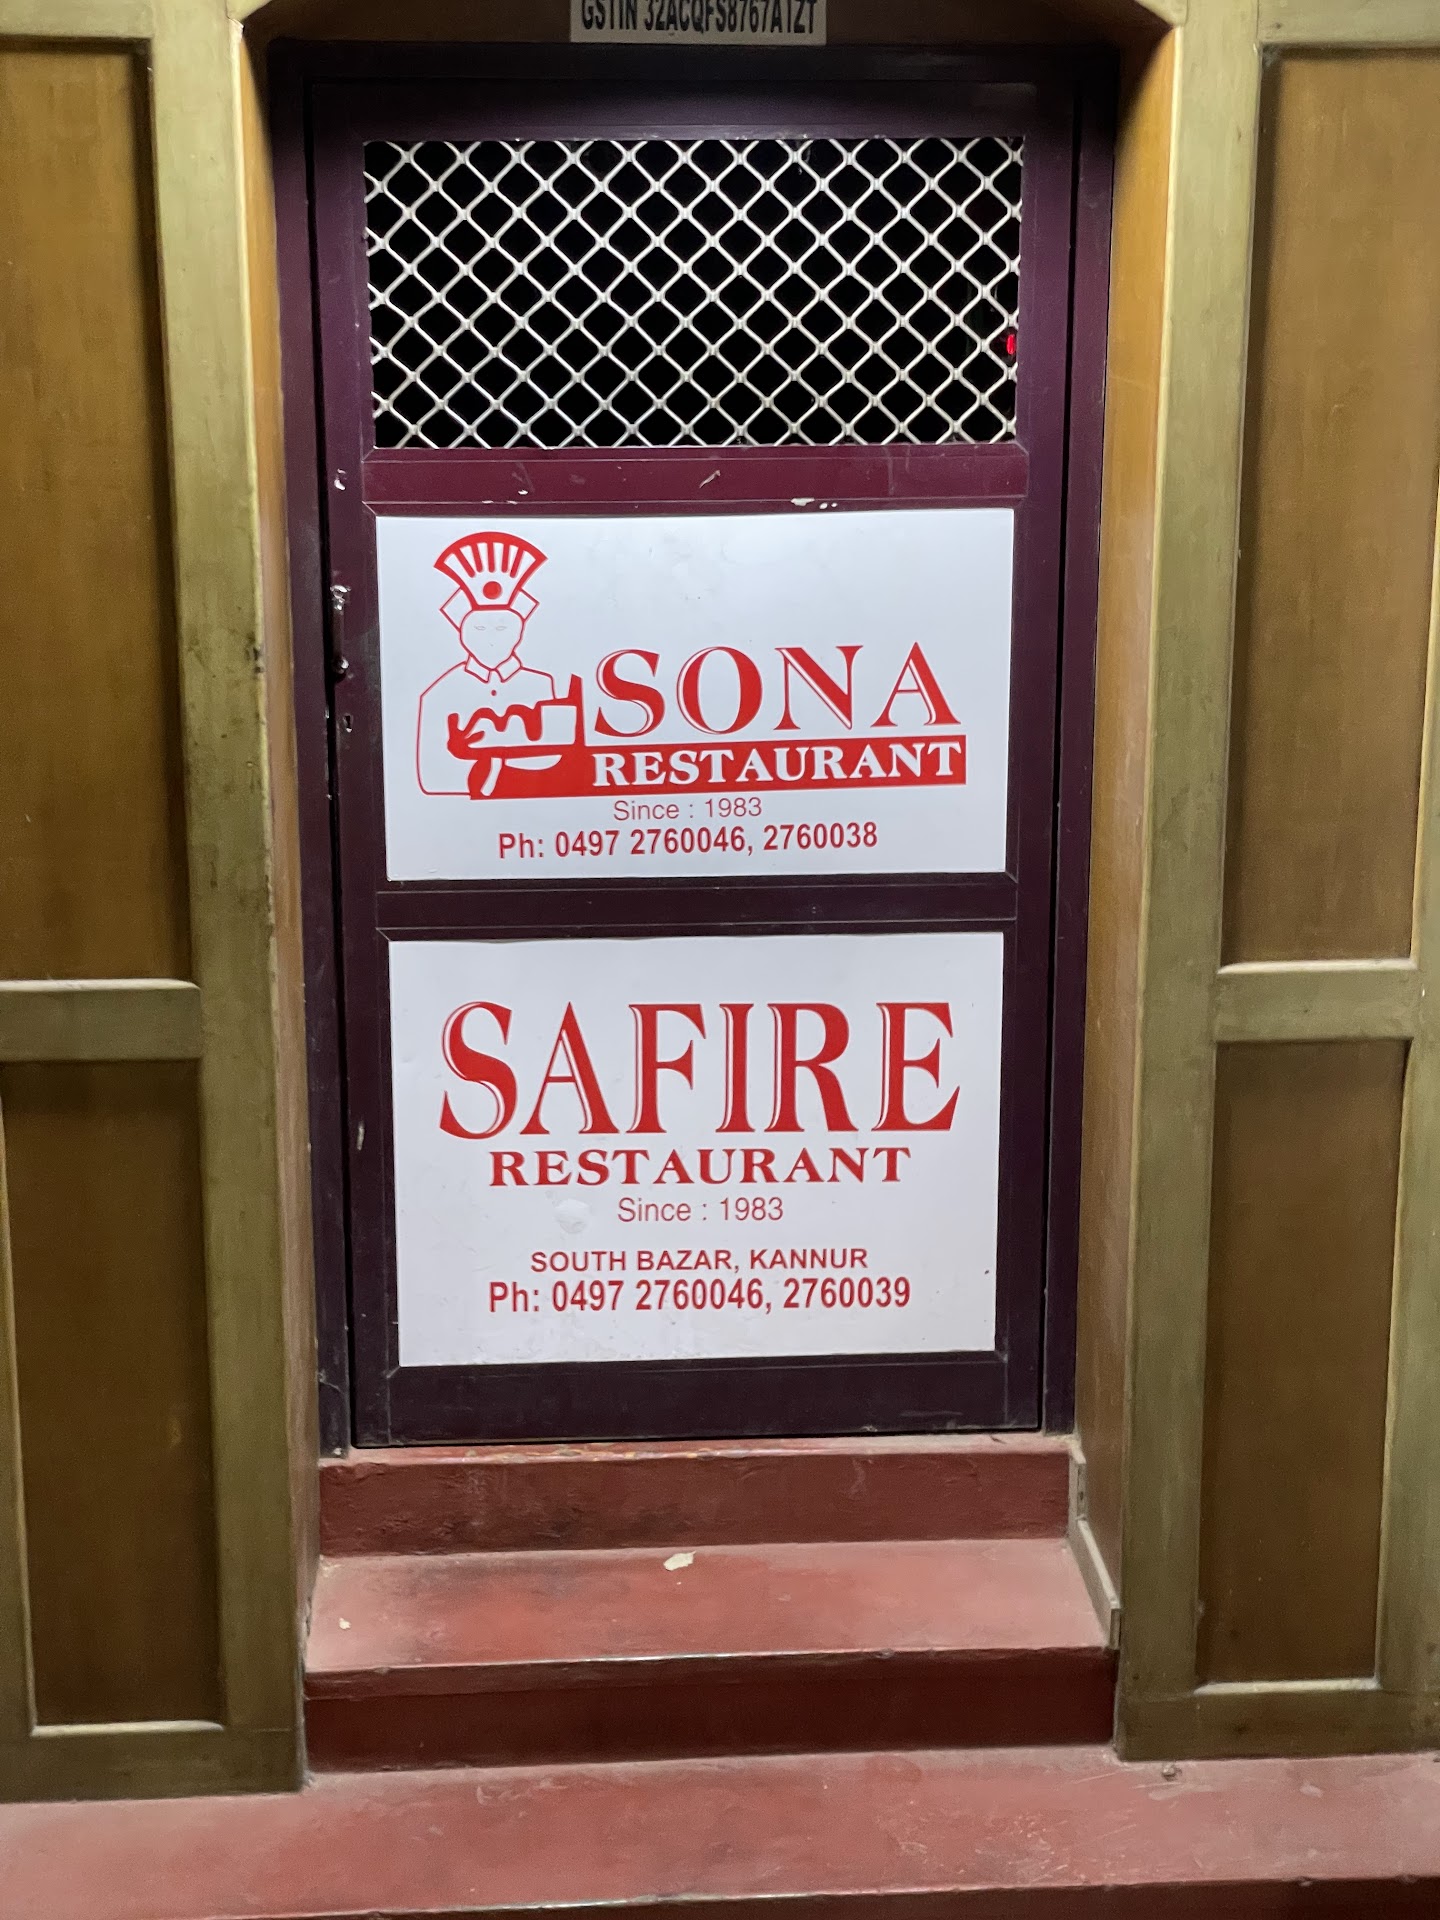 GSTIN 32ACQFS8767A1ZT
SONA
RESTAURANT
Since : 1983
Ph: 0497 2760046, 2760038
SAFIRE
RESTAURANT
Since : 1983
SOUTH BAZAR, KANNUR
Ph: 0497 2760046, 2760039